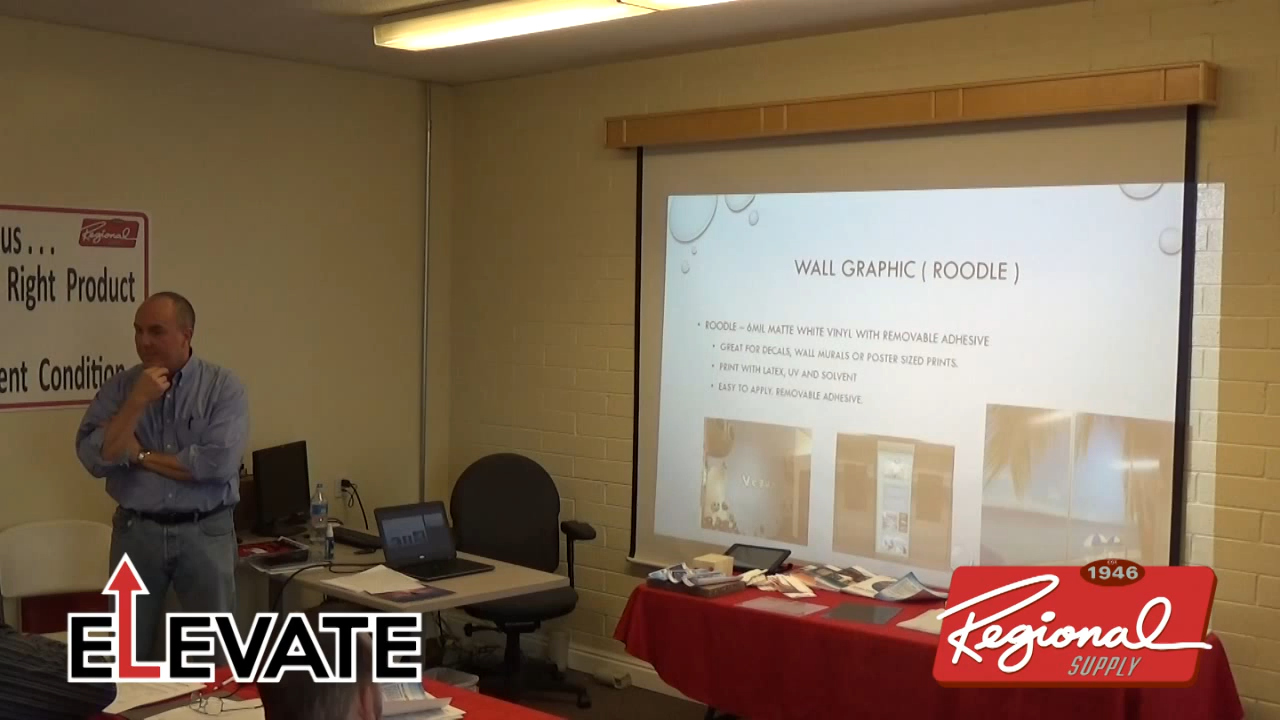 us...
Regional
Right Product
ent Condition
WALL GRAPHIC ( ROODLE )
• ROODLE – 6MIL MATTE WHITE VINYL WITH REMOVABLE ADHESIVE
• GREAT FOR DECALS, WALL MURALS OR POSTER SIZED PRINTS.
• PRINT WITH LATEX, UV AND SOLVENT
• EASY TO APPLY. REMOVABLE ADHESIVE.
ELEVATE
EST
1946
Regional
SUPPLY